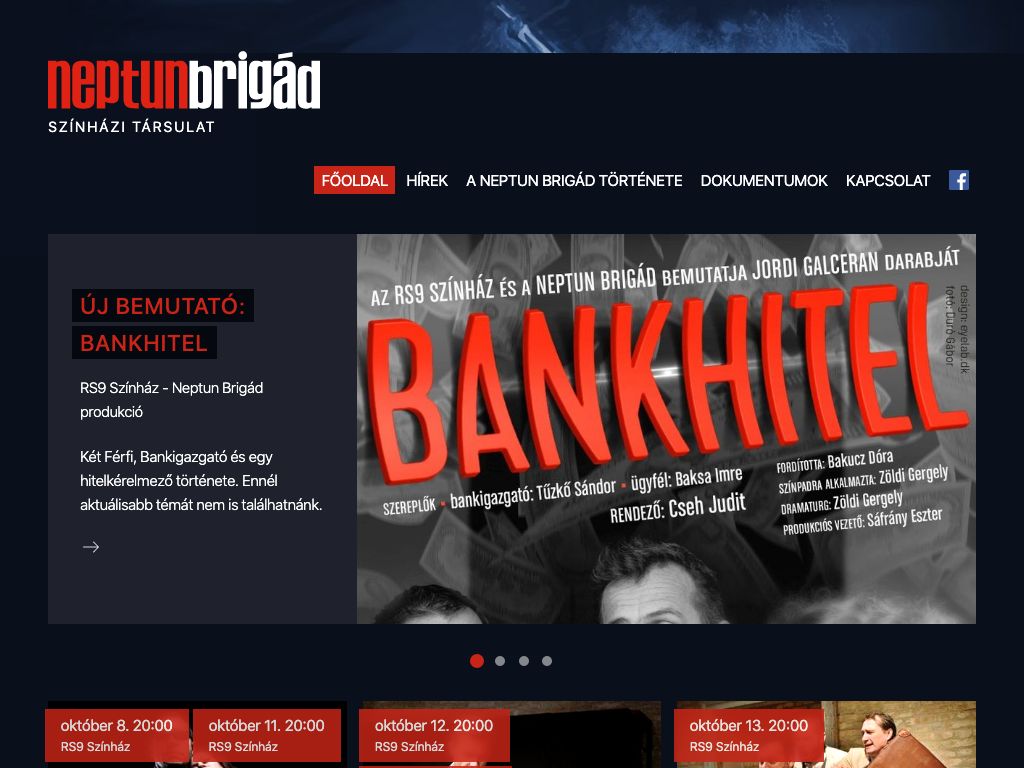 neptunbrigád
SZÍNHÁZI TÁRSULAT
FŐOLDAL HÍREK A NEPTUN BRIGÁD TÖRTÉNETE DOKUMENTUMOK KAPCSOLAT f
ÚJ BEMUTATÓ:
BANKHITEL
RS9 Színház - Neptun Brigád
produkció
Két Férfi, Bankigazgató és egy
hitelkérelmező története. Ennél
aktuálisabb témát nem is találhatnánk.
AZ RS9 SZÍNHÁZ ÉS A NEPTUN BRIGÁD BEMUTATJA JORDI GALCERAN DARABJÁT
BANKHITEL
design: eyelab.dk
fotó: Duró Gábor
SZEREPLŐK • bankigazgató: Tűzkő Sándor • ügyfél: Baksa Imre
RENDEZŐ: Cseh Judit
FORDÍTOTTA: Bakucz Dóra
SZÍNPADRA ALKALMAZTA: Zöldi Gergely
DRAMATURG: Zöldi Gergely
PRODUKCIÓS VEZETŐ: Sáfrány Eszter
október 8. 20:00
RS9 Színház
október 11. 20:00
RS9 Színház
október 12. 20:00
RS9 Színház
október 13. 20:00
RS9 Színház